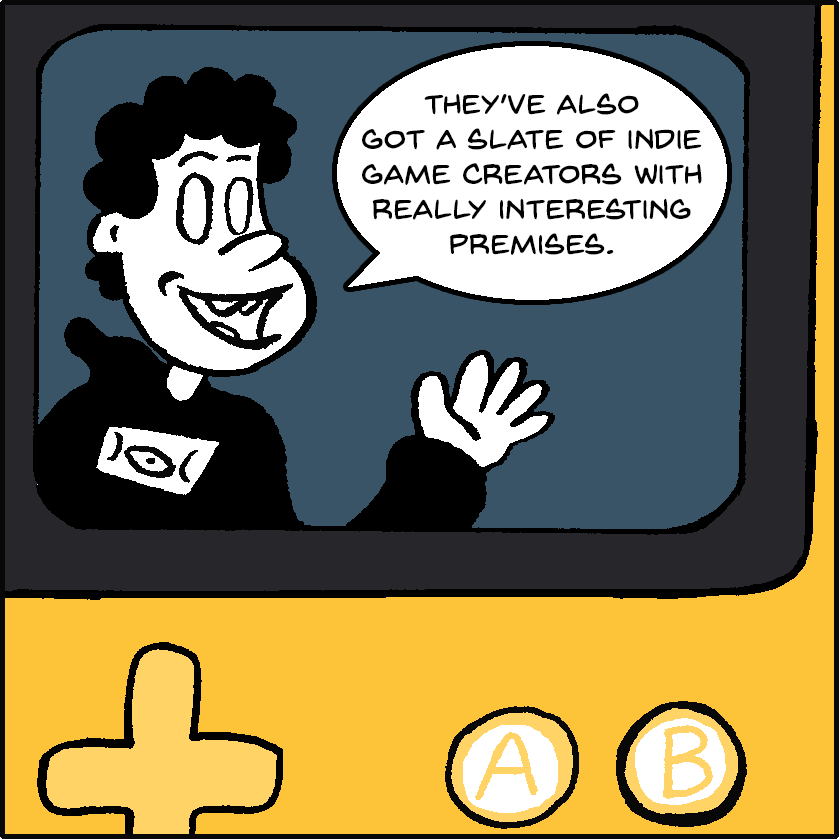 THEY'VE ALSO
GOT A SLATE OF INDIE
GAME CREATORS WITH
REALLY INTERESTING
PREMISES.
A B